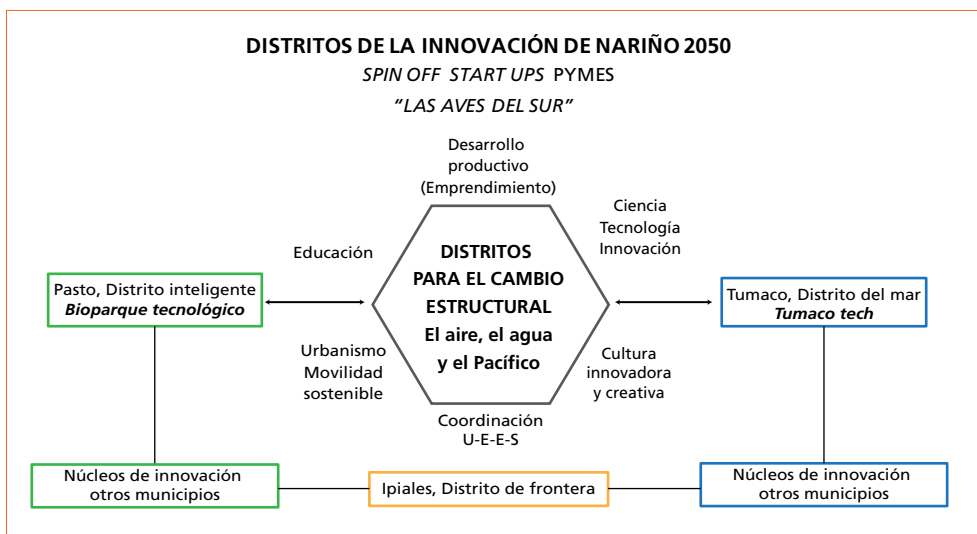 DISTRITOS DE LA INNOVACIÓN DE NARIÑO 2050
SPIN OFF START UPS PYMES
“LAS AVES DEL SUR”
Desarrollo
productivo
(Emprendimiento)
Ciencia
Tecnología
Innovación
Educación
DISTRITOS
PARA EL CAMBIO
ESTRUCTURAL
El aire, el agua
y el Pacífico
Pasto, Distrito inteligente
Bioparque tecnológico
Tumaco, Distrito del mar
Tumaco tech
Urbanismo
Movilidad
sostenible
Cultura
innovadora
y creativa
Coordinación
U-E-E-S
Núcleos de innovación
otros municipios
Ipiales, Distrito de frontera
Núcleos de innovación
otros municipios